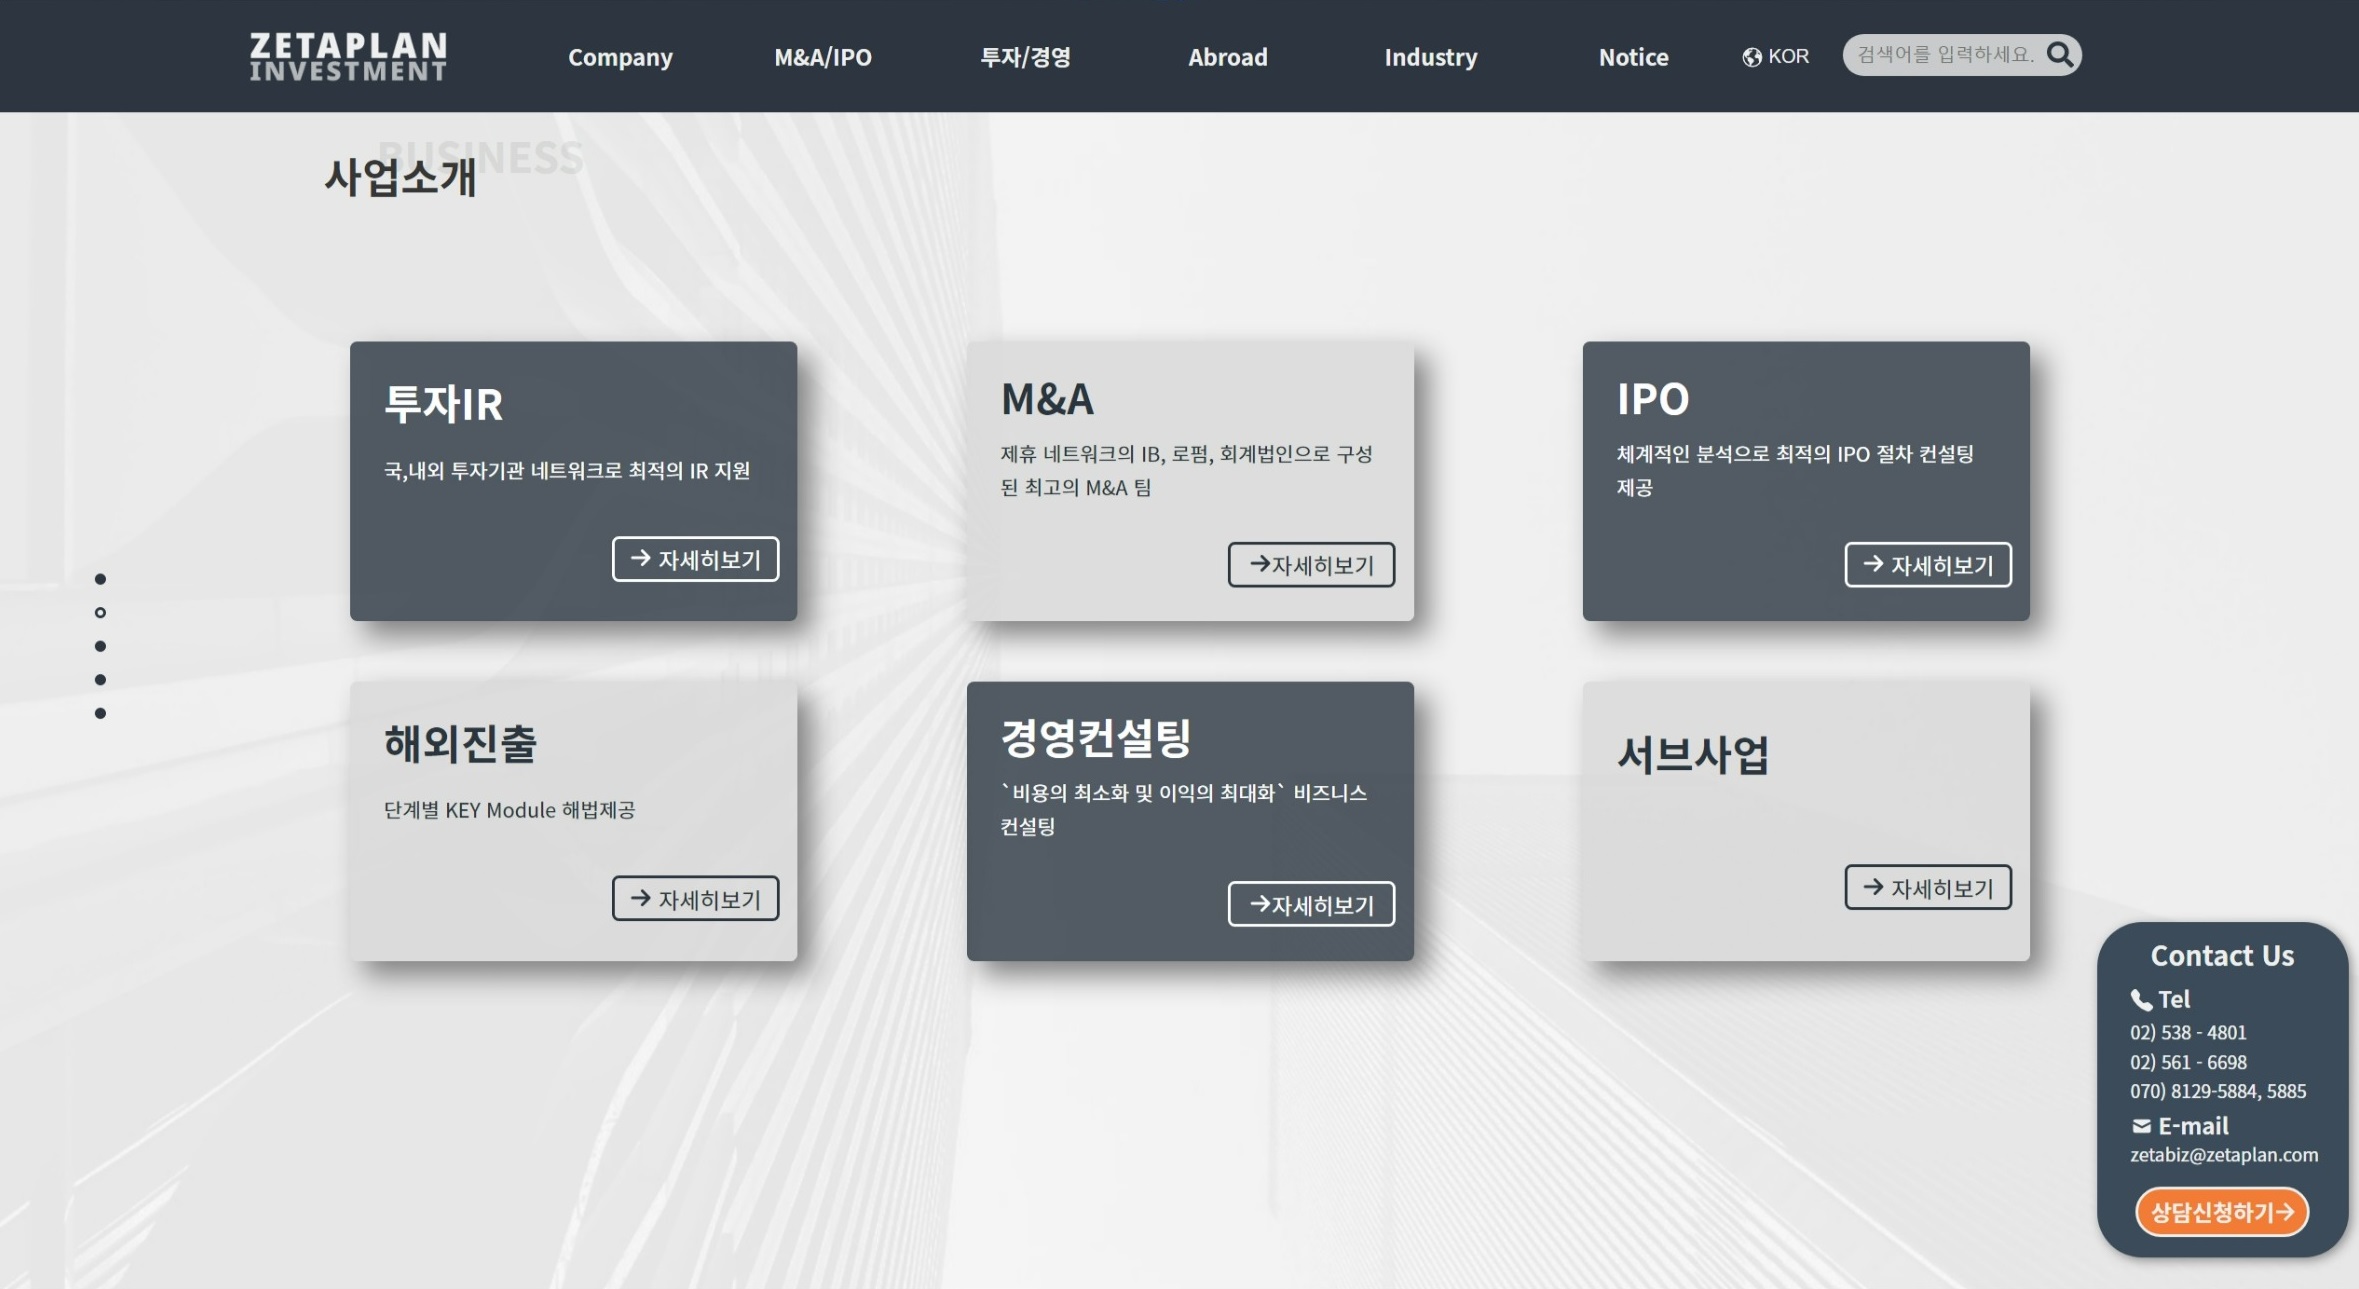 ZETAPLAN
INVESTMENT
Company
M&A/IPO
투자/경영
Abroad
Industry
Notice
KOR
검색어를 입력하세요.
BUSINESS
사업소개
투자IR
국,내외 투자기관 네트워크로 최적의 IR 지원
자세히보기
M&A
제휴 네트워크의 IB, 로펌, 회계법인으로 구성
된 최고의 M&A 팀
자세히보기
IPO
체계적인 분석으로 최적의 IPO 절차 컨설팅
제공
자세히보기
해외진출
단계별 KEY Module 해법제공
자세히보기
경영컨설팅
`비용의 최소화 및 이익의 최대화` 비즈니스
컨설팅
자세히보기
서브사업
자세히보기
Contact Us
Tel
02) 538 - 4801
02) 561 - 6698
070) 8129-5884, 5885
E-mail
zetabiz@zetaplan.com
상담신청하기